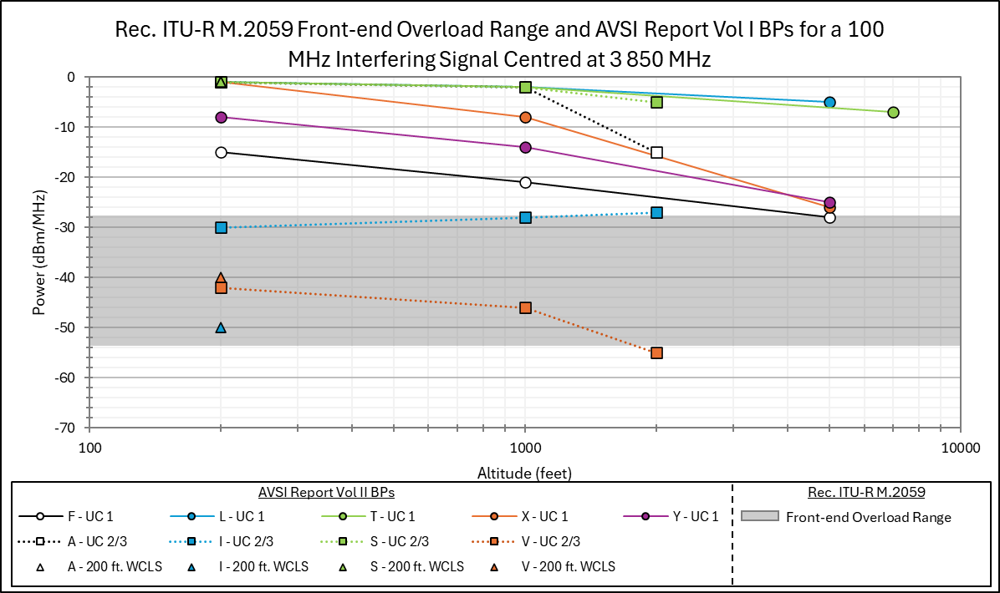 Rec. ITU-R M.2059 Front-end Overload Range and AVSI Report Vol I BPs for a 100
MHz Interfering Signal Centred at 3 850 MHz
Power (dBm/MHz)
0
-10
-20
-30
-40
-50
-60
-70
100 1000 10000
Altitude (feet)
AVSI Report Vol II BPs Rec. ITU-R M.2059
F - UC 1 L - UC 1 T - UC 1 X - UC 1 Y - UC 1 Front-end Overload Range
A - UC 2/3 I - UC 2/3 S - UC 2/3 V - UC 2/3
A - 200 ft. WCLS I - 200 ft. WCLS S - 200 ft. WCLS V - 200 ft. WCLS